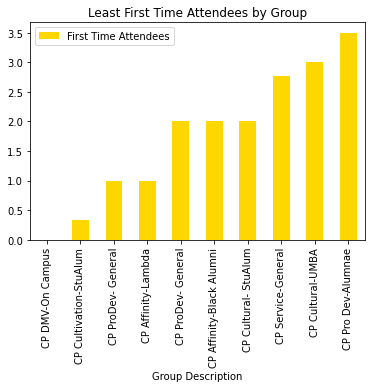 Least First Time Attendees by Group
First Time Attendees
3.5
3.0
2.5
2.0
1.5
1.0
0.5
0.0
CP DMV-On Campus
CP Cultivation-StuAlum
CP ProDev- General
CP Affinity-Lambda
CP ProDev- General
CP Affinity-Black Alumni
CP Cultural- StuAlum
CP Service-General
CP Cultural-UMBA
CP Pro Dev-Alumnae
Group Description